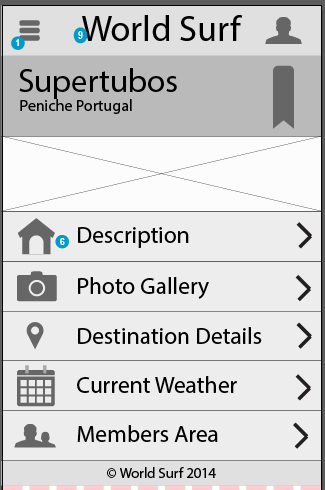 1
9 World Surf
Supertubos
Peniche Portugal
6 Description
Photo Gallery
Destination Details
Current Weather
Members Area
© World Surf 2014